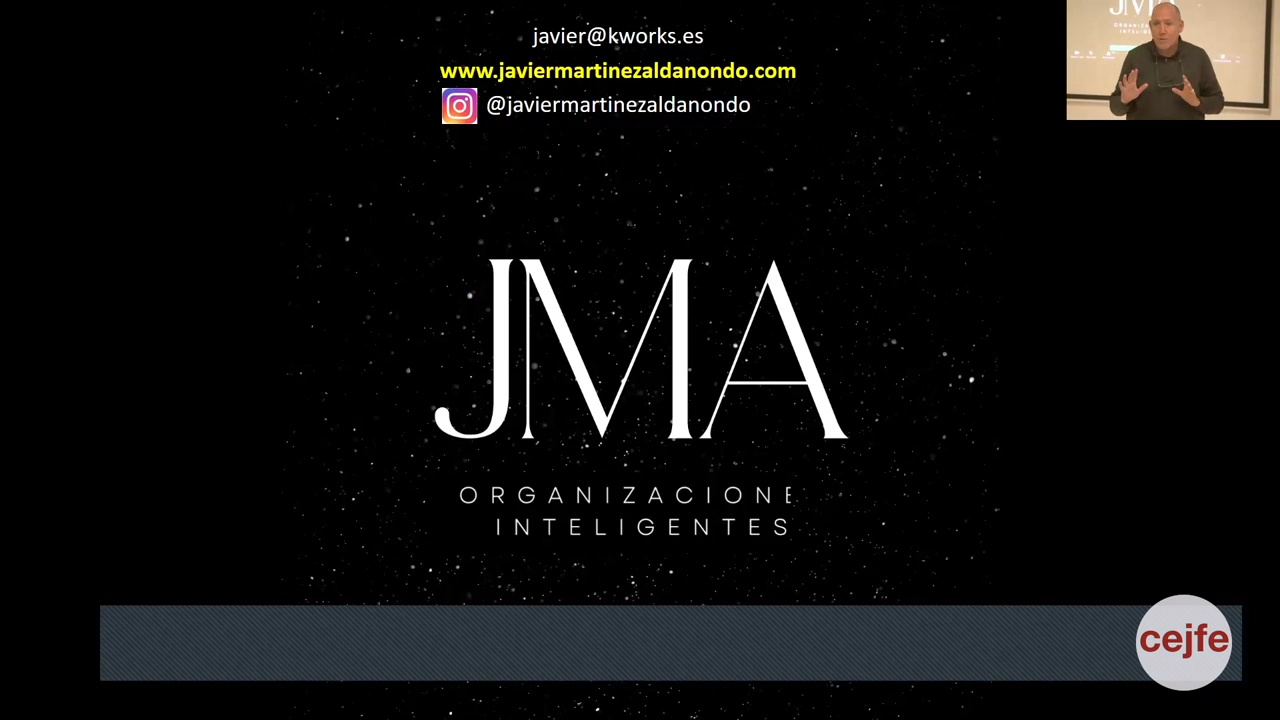 javier@kworks.es
www.javiermartinezaldanondo.com
@javiermartinezaldanondo
JMA
ORGANIZACIONE
INTELIGENTES
cejfe